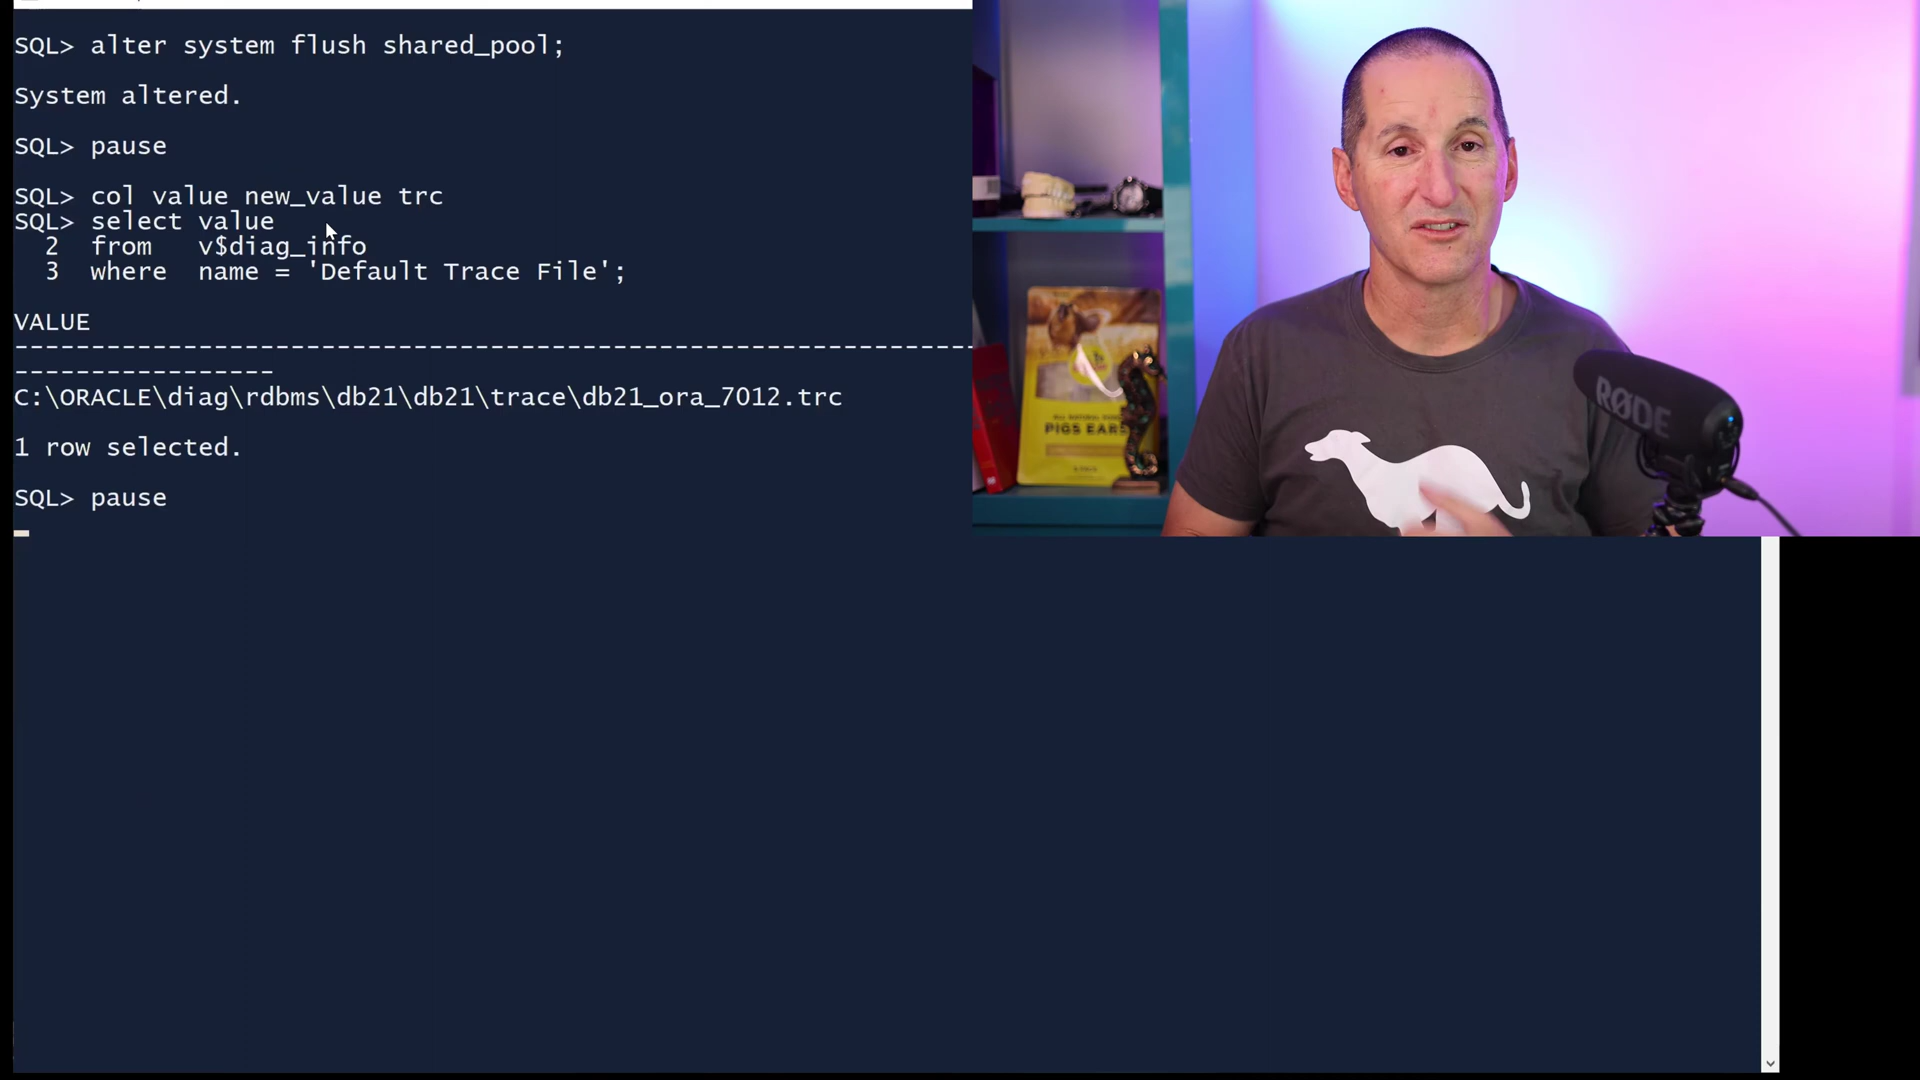 SQL> alter system flush shared_pool;
System altered.
SQL> pause
SQL> col value new_value trc
SQL> select value
  2  from   v$diag_info
  3  where  name = 'Default Trace File';
VALUE
--------------------------------------------------------------
-----------------
C:\ORACLE\diag\rdbms\db21\db21\trace\db21_ora_7012.trc
1 row selected.
SQL> pause
PIGS EARS
RØDE